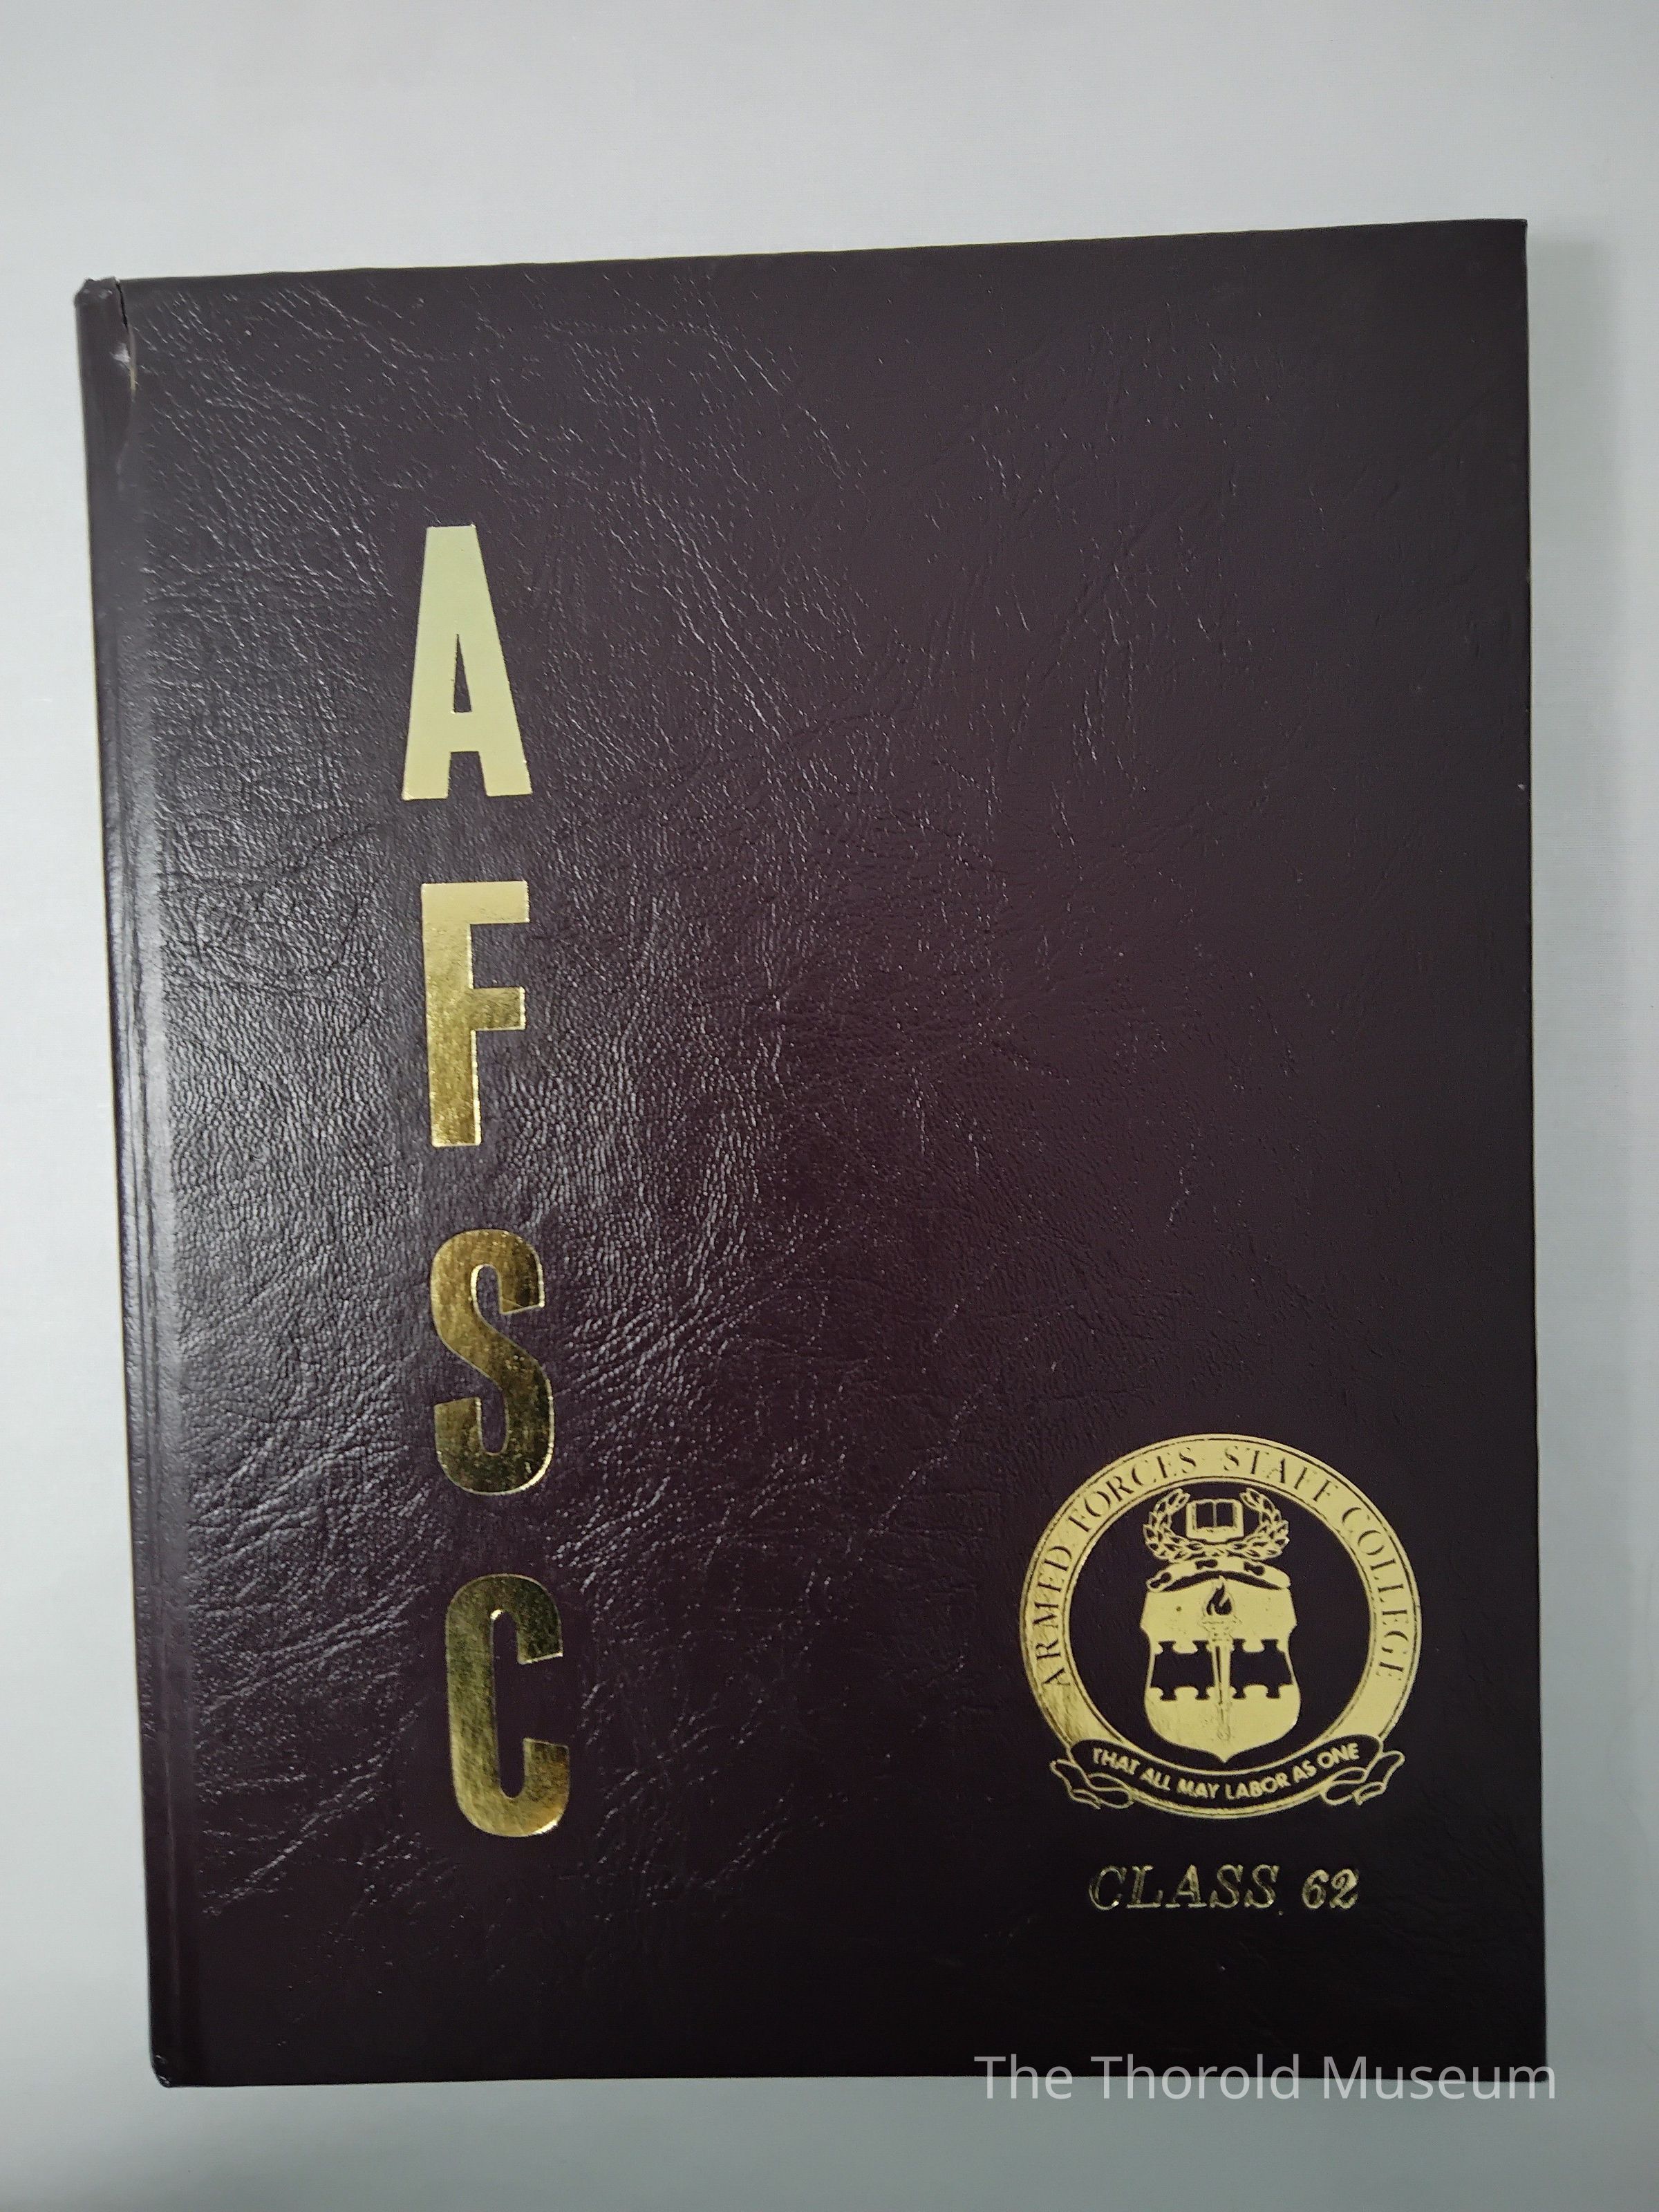 A
F
S
C
ARMED FORCES STAFF COLLEGE
THAT ALL MAY LABOR AS ONE
CLASS 62
The Thorold Museum